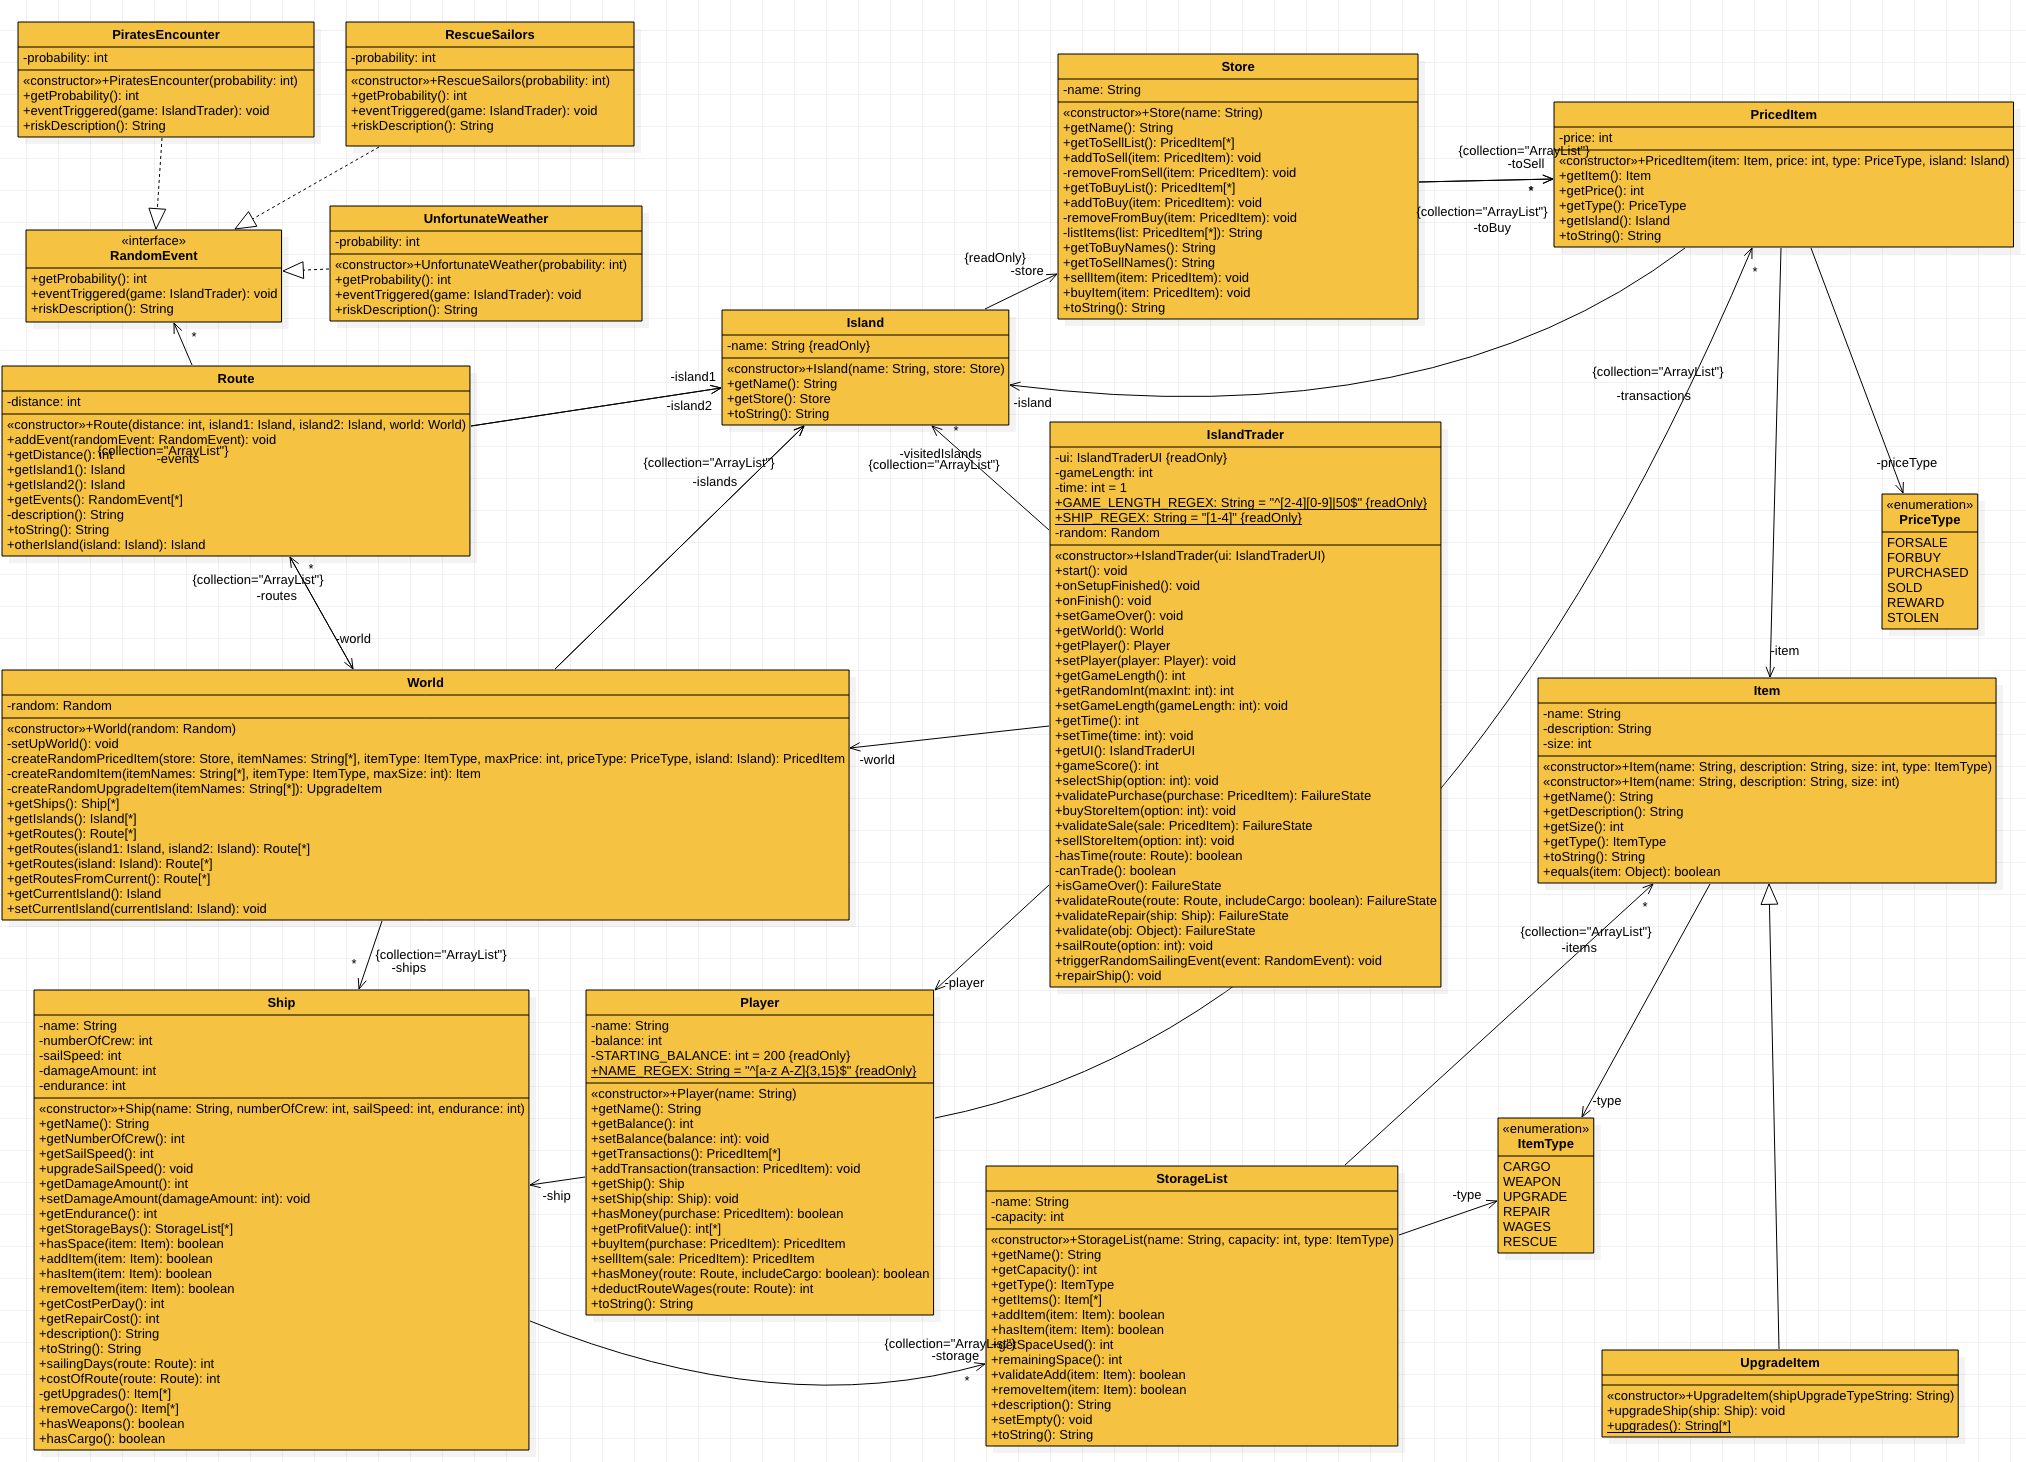 PiratesEncounter
-probability: int
«constructor»+PiratesEncounter(probability: int)
+getProbability(): int
+eventTriggered(game: IslandTrader): void
+riskDescription(): String
RescueSailors
-probability: int
«constructor»+RescueSailors(probability: int)
+getProbability(): int
+eventTriggered(game: IslandTrader): void
+riskDescription(): String
Store
-name: String
«constructor»+Store(name: String)
+getName(): String
+getToSellList(): PricedItem[*]
+addToSell(item: PricedItem): void
-removeFromSell(item: PricedItem): void
+getToBuyList(): PricedItem[*]
+addToBuy(item: PricedItem): void
-removeFromBuy(item: PricedItem): void
-listItems(list: PricedItem[*]): String
+getToBuyNames(): String
+getToSellNames(): String
+sellItem(item: PricedItem): void
+buyItem(item: PricedItem): void
+toString(): String
{collection="ArrayList"}
-toSell
*
{collection="ArrayList"}
-toBuy
PricedItem
-price: int
«constructor»+PricedItem(item: Item, price: int, type: PriceType, island: Island)
+getItem(): Item
+getPrice(): int
+getType(): PriceType
+getIsland(): Island
+toString(): String
«interface»
RandomEvent
+getProbability(): int
+eventTriggered(game: IslandTrader): void
+riskDescription(): String
UnfortunateWeather
-probability: int
«constructor»+UnfortunateWeather(probability: int)
+getProbability(): int
+eventTriggered(game: IslandTrader): void
+riskDescription(): String
{readOnly}
-store
*
Island
-name: String {readOnly}
«constructor»+Island(name: String, store: Store)
+getName(): String
+getStore(): Store
+toString(): String
*
Route
-distance: int
«constructor»+Route(distance: int, island1: Island, island2: Island, world: World)
+addEvent(randomEvent: RandomEvent): void
+getDistance(): int
{collection="ArrayList"}
-events
+getIsland1(): Island
+getIsland2(): Island
+getEvents(): RandomEvent[*]
-description(): String
+toString(): String
+otherIsland(island: Island): Island
-island1
-island2
-island
{collection="ArrayList"}
-transactions
*
-visitedIslands
{collection="ArrayList"}
{collection="ArrayList"}
-islands
IslandTrader
-ui: IslandTraderUI {readOnly}
-gameLength: int
-time: int = 1
+GAME_LENGTH_REGEX: String = "^[2-4][0-9]|50$" {readOnly}
+SHIP_REGEX: String = "[1-4]" {readOnly}
-random: Random
«constructor»+IslandTrader(ui: IslandTraderUI)
+start(): void
+onSetupFinished(): void
+onFinish(): void
+setGameOver(): void
+getWorld(): World
+getPlayer(): Player
+setPlayer(player: Player): void
+getGameLength(): int
+getRandomInt(maxInt: int): int
+setGameLength(gameLength: int): void
+getTime(): int
+setTime(time: int): void
+getUI(): IslandTraderUI
+gameScore(): int
+selectShip(option: int): void
+validatePurchase(purchase: PricedItem): FailureState
+buyStoreItem(option: int): void
+validateSale(sale: PricedItem): FailureState
+sellStoreItem(option: int): void
-hasTime(route: Route): boolean
-canTrade(): boolean
+isGameOver(): FailureState
+validateRoute(route: Route, includeCargo: boolean): FailureState
+validateRepair(ship: Ship): FailureState
+validate(obj: Object): FailureState
+sailRoute(option: int): void
+triggerRandomSailingEvent(event: RandomEvent): void
+repairShip(): void
-priceType
«enumeration»
PriceType
FORSALE
FORBUY
PURCHASED
SOLD
REWARD
STOLEN
*
{collection="ArrayList"}
-routes
-world
-item
World
-random: Random
«constructor»+World(random: Random)
-setUpWorld(): void
-createRandomPricedItem(store: Store, itemNames: String[*], itemType: ItemType, maxPrice: int, priceType: PriceType, island: Island): PricedItem
-createRandomItem(itemNames: String[*], itemType: ItemType, maxSize: int): Item
-createRandomUpgradeItem(itemNames: String[*]): UpgradeItem
+getShips(): Ship[*]
+getIslands(): Island[*]
+getRoutes(): Route[*]
+getRoutes(island1: Island, island2: Island): Route[*]
+getRoutes(island: Island): Route[*]
+getRoutesFromCurrent(): Route[*]
+getCurrentIsland(): Island
+setCurrentIsland(currentIsland: Island): void
-world
Item
-name: String
-description: String
-size: int
«constructor»+Item(name: String, description: String, size: int, type: ItemType)
«constructor»+Item(name: String, description: String, size: int)
+getName(): String
+getDescription(): String
+getSize(): int
+getType(): ItemType
+toString(): String
+equals(item: Object): boolean
*
{collection="ArrayList"}
-items
*
{collection="ArrayList"}
-ships
-player
Ship
-name: String
-numberOfCrew: int
-sailSpeed: int
-damageAmount: int
-endurance: int
«constructor»+Ship(name: String, numberOfCrew: int, sailSpeed: int, endurance: int)
+getName(): String
+getNumberOfCrew(): int
+getSailSpeed(): int
+upgradeSailSpeed(): void
+getDamageAmount(): int
+setDamageAmount(damageAmount: int): void
+getEndurance(): int
+getStorageBays(): StorageList[*]
+hasSpace(item: Item): boolean
+addItem(item: Item): boolean
+hasItem(item: Item): boolean
+removeItem(item: Item): boolean
+getCostPerDay(): int
+getRepairCost(): int
+description(): String
+toString(): String
+sailingDays(route: Route): int
+costOfRoute(route: Route): int
-getUpgrades(): Item[*]
+removeCargo(): Item[*]
+hasWeapons(): boolean
+hasCargo(): boolean
Player
-name: String
-balance: int
-STARTING_BALANCE: int = 200 {readOnly}
+NAME_REGEX: String = "^[a-z A-Z]{3,15}$" {readOnly}
«constructor»+Player(name: String)
+getName(): String
+getBalance(): int
+setBalance(balance: int): void
+getTransactions(): PricedItem[*]
+addTransaction(transaction: PricedItem): void
+getShip(): Ship
+setShip(ship: Ship): void
+hasMoney(purchase: PricedItem): boolean
+getProfitValue(): int[*]
+buyItem(purchase: PricedItem): PricedItem
+sellItem(sale: PricedItem): PricedItem
+hasMoney(route: Route, includeCargo: boolean): boolean
+deductRouteWages(route: Route): int
+toString(): String
-ship
{collection="ArrayList"}
-storage
*
StorageList
-name: String
-capacity: int
«constructor»+StorageList(name: String, capacity: int, type: ItemType)
+getName(): String
+getCapacity(): int
+getType(): ItemType
+getItems(): Item[*]
+addItem(item: Item): boolean
+hasItem(item: Item): boolean
+getSpaceUsed(): int
+remainingSpace(): int
+validateAdd(item: Item): boolean
+removeItem(item: Item): boolean
+description(): String
+setEmpty(): void
+toString(): String
-type
-type
«enumeration»
ItemType
CARGO
WEAPON
UPGRADE
REPAIR
WAGES
RESCUE
UpgradeItem
«constructor»+UpgradeItem(shipUpgradeTypeString: String)
+upgradeShip(ship: Ship): void
+upgrades(): String[*]